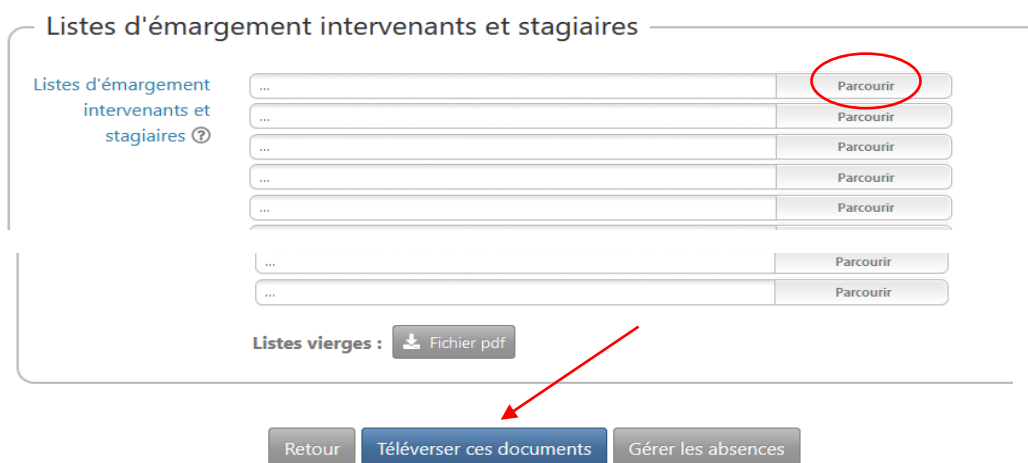 Listes d'émargement intervenants et stagiaires
Listes d'émargement
intervenants et
stagiaires ?
... Parcourir
... Parcourir
... Parcourir
... Parcourir
... Parcourir
... Parcourir
... Parcourir
Listes vierges : Fichier pdf
Retour Téléverser ces documents Gérer les absences